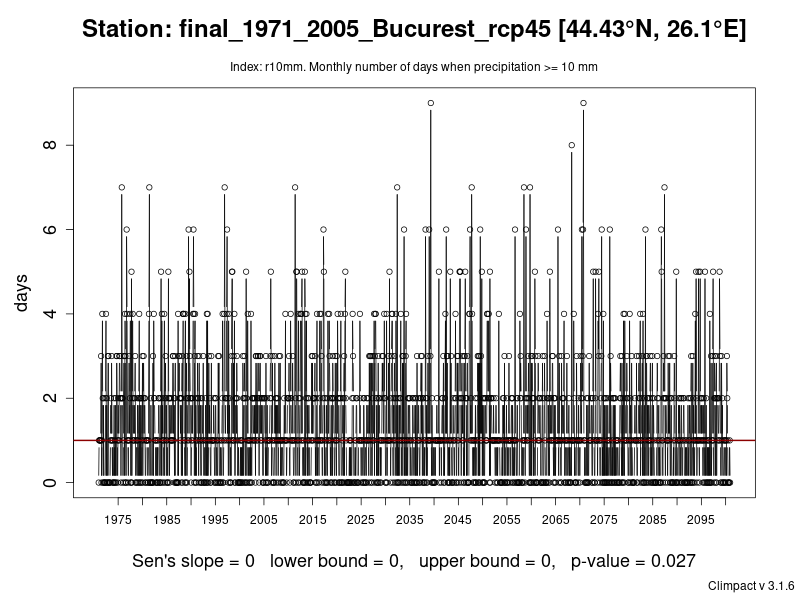 Station: final_1971_2005_Bucurest_rcp45 [44.43°N, 26.1°E]
Index: r10mm. Monthly number of days when precipitation >= 10 mm
days
8
6
4
2
0
1975 1985 1995 2005 2015 2025 2035 2045 2055 2065 2075 2085 2095
Sen's slope = 0 lower bound = 0, upper bound = 0, p-value = 0.027
Climpact v 3.1.6